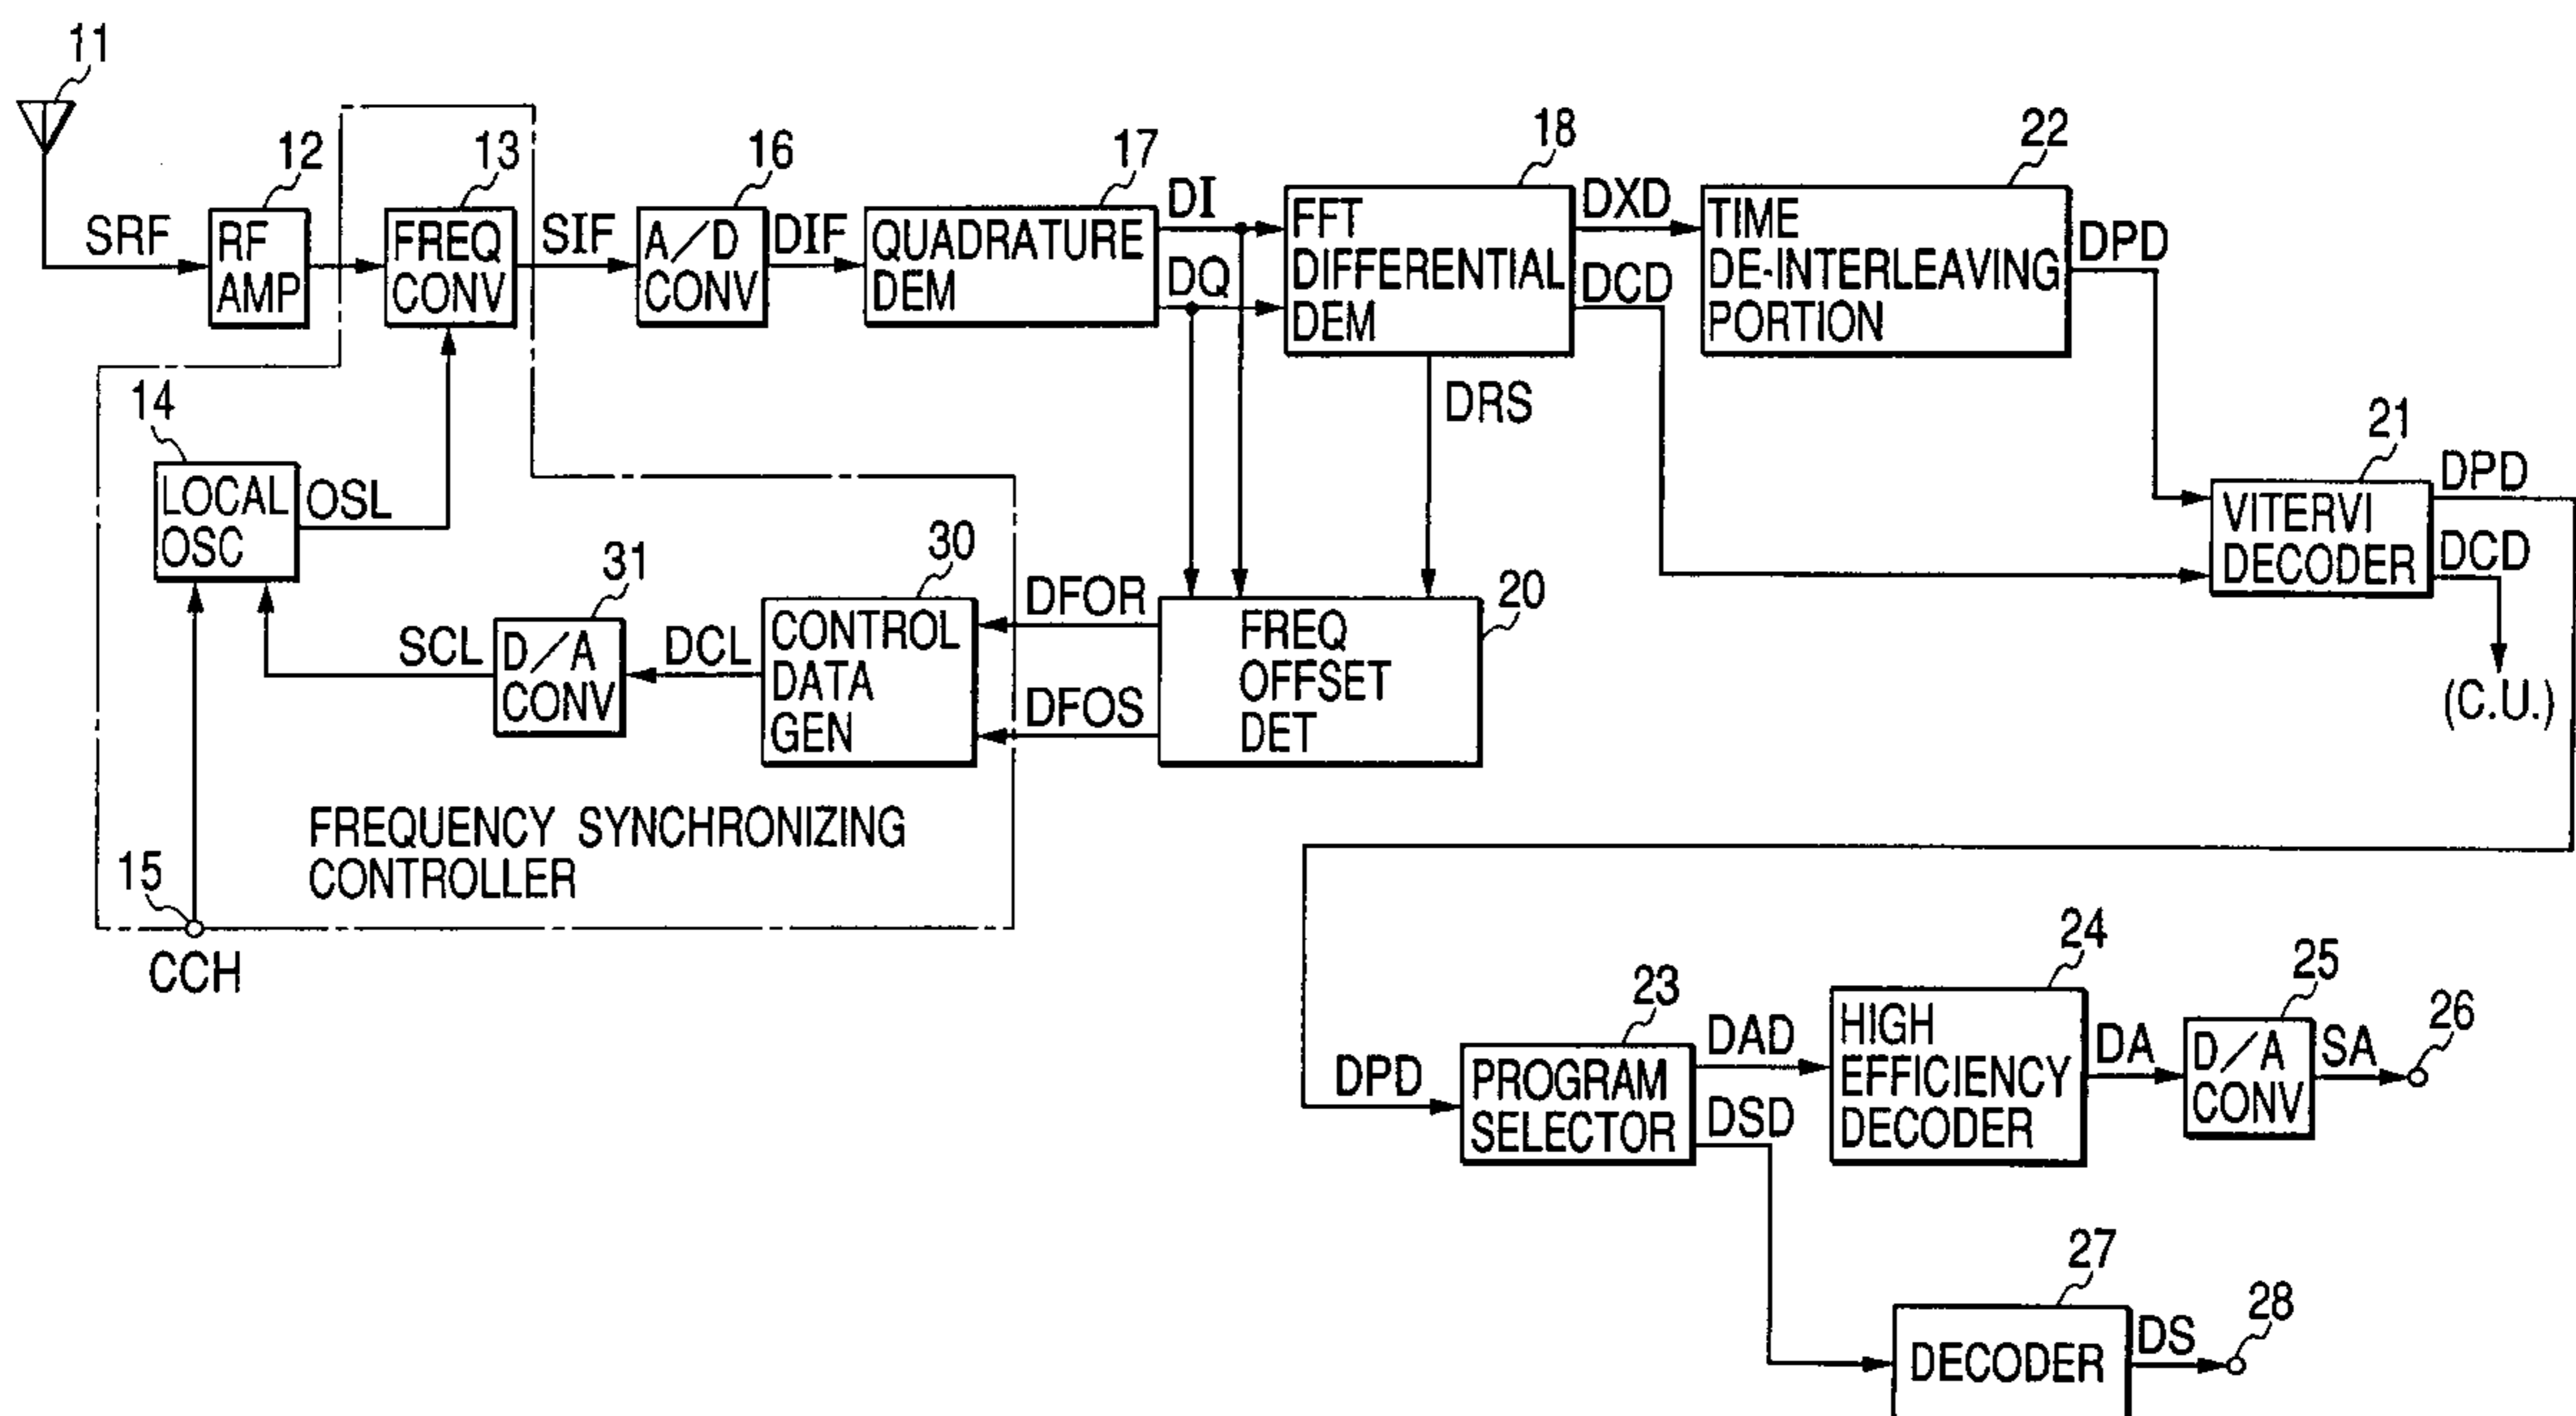 11
12
13
16
17
18
22
SRF
RF
AMP
FREQ
CONV
SIF
A/D
CONV
DIF
QUADRATURE
DEM
DI
DQ
FFT
DIFFERENTIAL
DEM
DXD
DCD
TIME
DE-INTERLEAVING
PORTION
DPD
DRS
14
LOCAL
OSC
OSL
21
VITERVI
DECODER
DPD
DCD
(C.U.)
31
30
20
SCL
D/A
CONV
DCL
CONTROL
DATA
GEN
DFOR
DFOS
FREQ
OFFSET
DET
FREQUENCY SYNCHRONIZING
CONTROLLER
15
CCH
23
24
25
26
DPD
PROGRAM
SELECTOR
DAD
DSD
HIGH
EFFICIENCY
DECODER
DA
D/A
CONV
SA
27
28
DECODER
DS